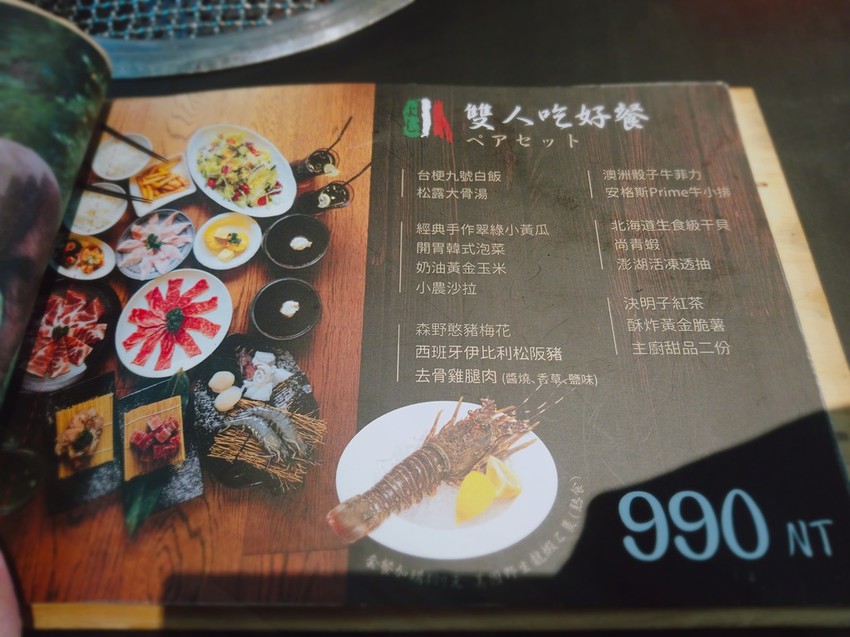 雙人吃好餐
ペアセット
台梗九號白飯
松露大骨湯
經典手作翠綠小黃瓜
開胃韓式泡菜
奶油黃金玉米
小農沙拉
森野憨豬梅花
西班牙伊比利松阪豬
去骨雞腿肉 (醬燒、香草、鹽味)
澳洲骰子牛菲力
安格斯Prime牛小排
北海道生食級干貝
尚青蝦
澎湖活凍透抽
決明子紅茶
酥炸黃金脆薯
主廚甜品二份
990 NT